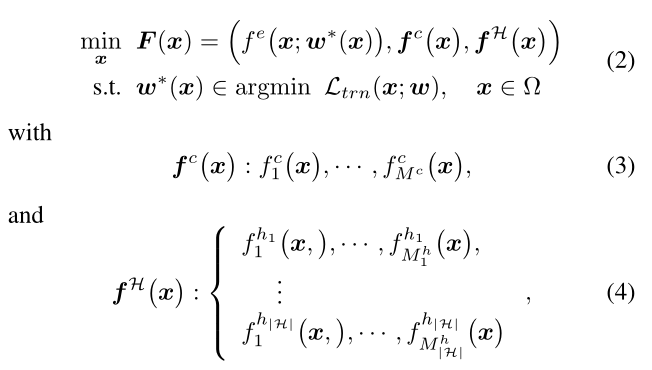 min_x F(x) = ( f^e(x; w*(x)), f^c(x), f^ℋ(x) ) (2)
s.t. w*(x) ∈ argmin ℒ_trn(x; w), x ∈ Ω
with
f^c(x) : f_1^c(x), ⋯ , f_{M^c}^c(x), (3)
and
f^ℋ(x) : { f_1^{h_1}(x,), ⋯ , f_{M_1^h}^{h_1}(x),
⋮ , (4)
f_1^{h_{|ℋ|}}(x,), ⋯ , f_{M_{|ℋ|}^h}^{h_{|ℋ|}}(x)